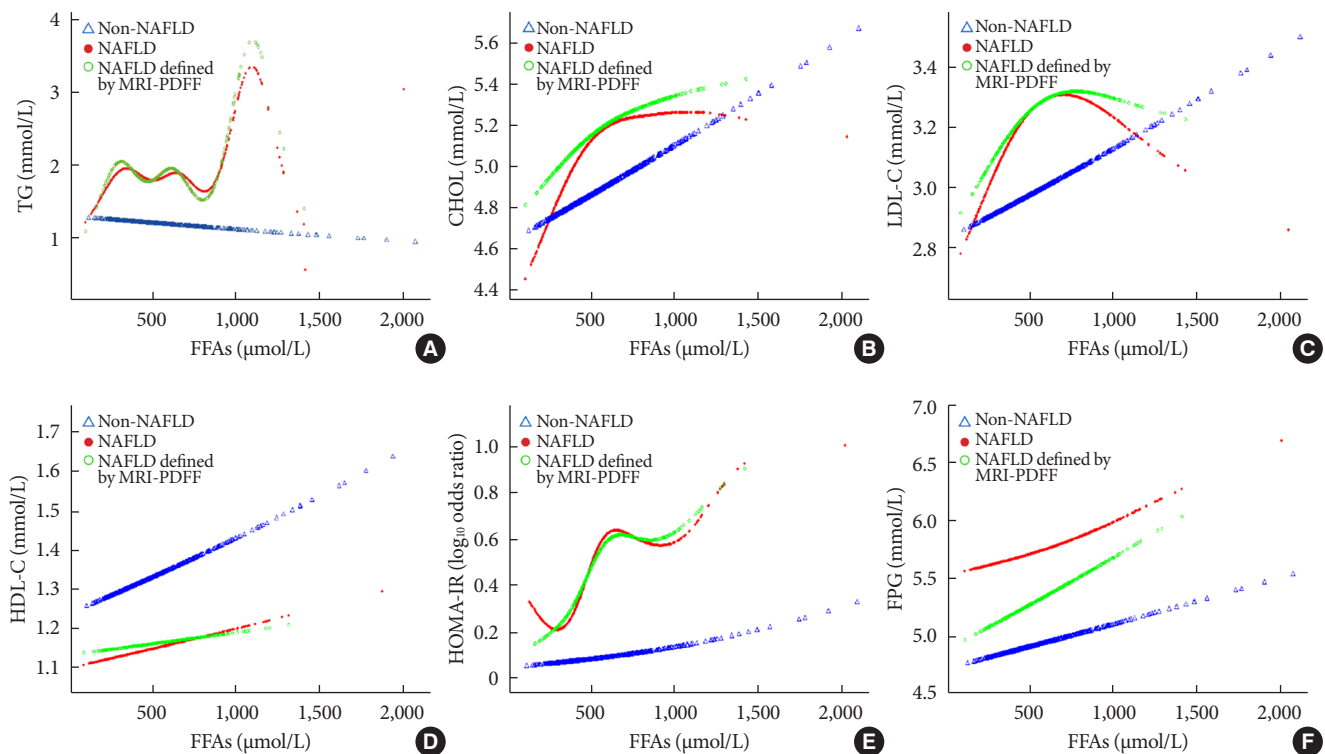 TG (mmol/L)
4
3
2
1
Non-NAFLD
NAFLD
NAFLD defined
by MRI-PDFF
500
1,000
1,500
2,000
FFAs (μmol/L)
A
CHOL (mmol/L)
5.6
5.4
5.2
5.0
4.8
4.6
4.4
Non-NAFLD
NAFLD
NAFLD defined
by MRI-PDFF
500
1,000
1,500
2,000
FFAs (μmol/L)
B
LDL-C (mmol/L)
3.4
3.2
3.0
2.8
Non-NAFLD
NAFLD
NAFLD defined by
MRI-PDFF
500
1,000
1,500
2,000
FFAs (μmol/L)
C
HDL-C (mmol/L)
1.7
1.6
1.5
1.4
1.3
1.2
1.1
Non-NAFLD
NAFLD
NAFLD defined
by MRI-PDFF
500
1,000
1,500
2,000
FFAs (μmol/L)
D
HOMA-IR (log₁₀ odds ratio)
1.0
0.8
0.6
0.4
0.2
0
Non-NAFLD
NAFLD
NAFLD defined
by MRI-PDFF
500
1,000
1,500
2,000
FFAs (μmol/L)
E
FPG (mmol/L)
7.0
6.5
6.0
5.5
5.0
4.5
Non-NAFLD
NAFLD
NAFLD defined by
MRI-PDFF
500
1,000
1,500
2,000
FFAs (μmol/L)
F